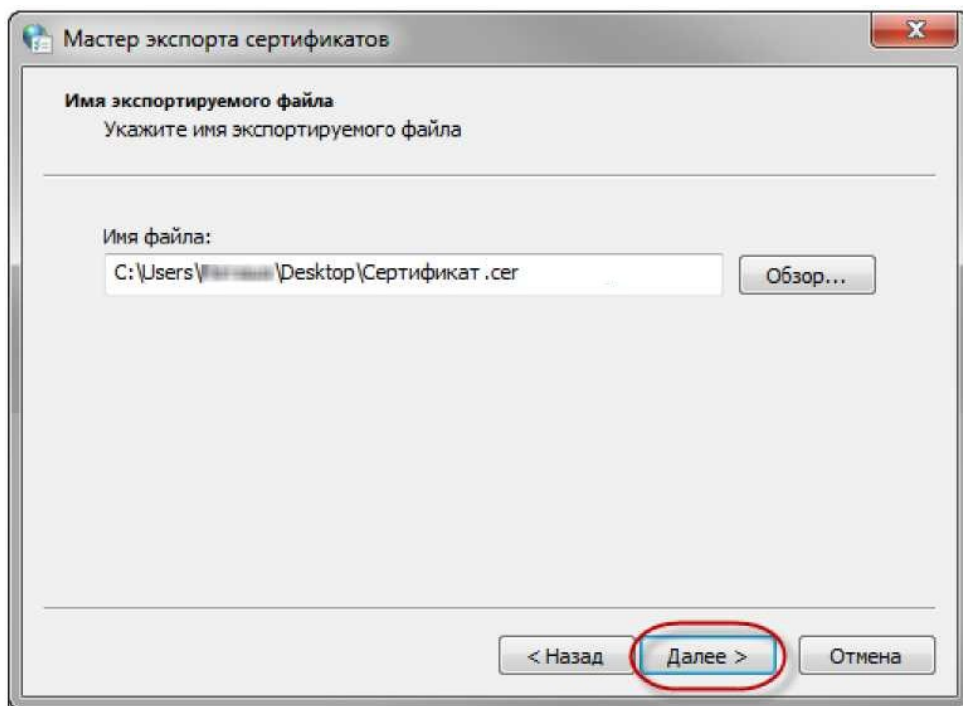 Мастер экспорта сертификатов
Имя экспортируемого файла
Укажите имя экспортируемого файла
Имя файла:
C:\Users\ \Desktop\Сертификат.cer
Обзор...
< Назад
Далее >
Отмена